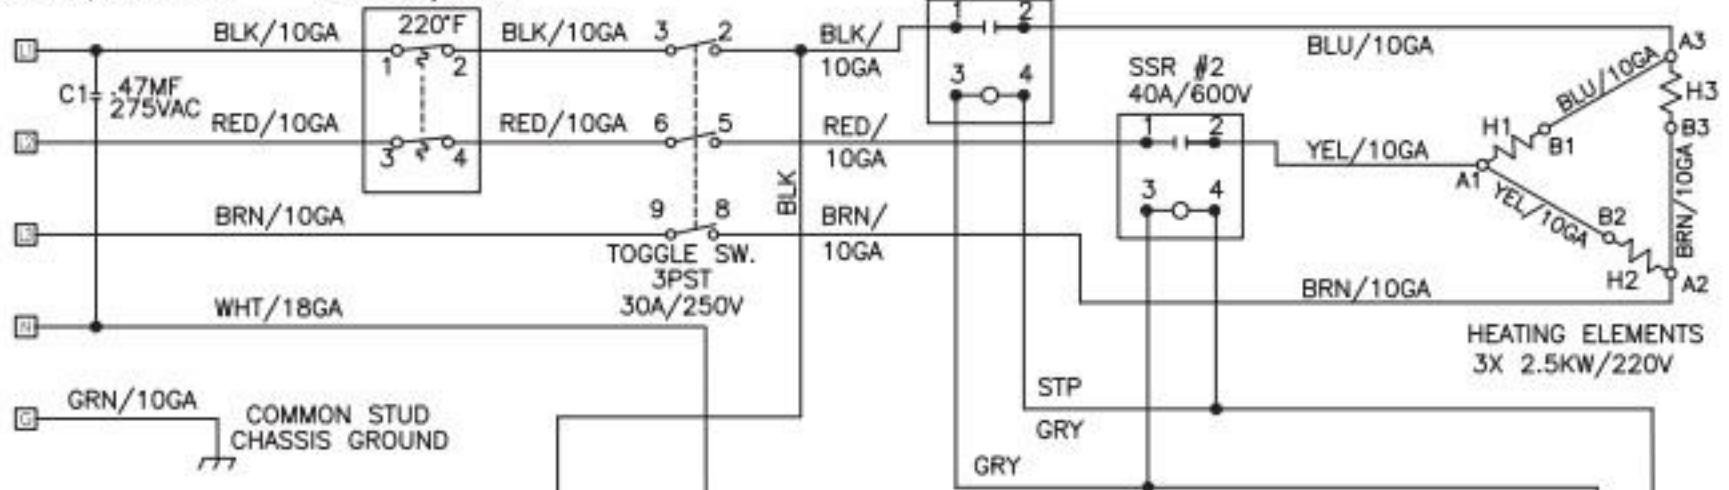 220°F
BLK/10GA
BLK/10GA
3
2
BLK/
10GA
1
2
BLU/10GA
A3
L1
1
2
C1
.47MF
275VAC
3
4
SSR #2
40A/600V
BLU/10GA
H3
RED/10GA
RED/10GA
6
5
RED/
10GA
1
2
YEL/10GA
H1
B1
B3
L2
3
4
A1
BRN/10GA
9
8
BLK
BRN/
10GA
3
4
YEL/10GA
B2
BRN/10GA
L3
TOGGLE SW.
3PST
30A/250V
H2
A2
BRN/10GA
WHT/18GA
N
HEATING ELEMENTS
3X 2.5KW/220V
GRN/10GA
G
COMMON STUD
CHASSIS GROUND
STP
GRY
GRY